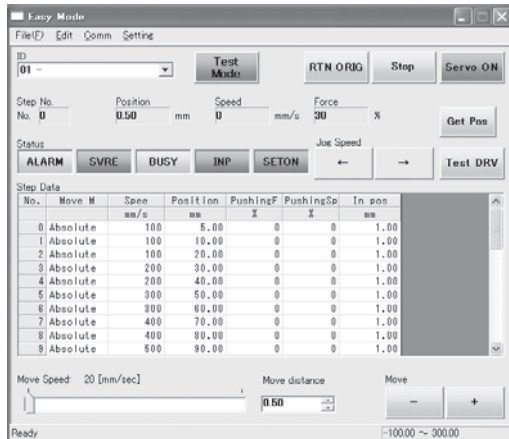 Easy Mode
File(F) Edit Comm Setting
ID
01 -
Test Mode
RTN ORIG
Stop
Servo ON
Step No. Position Speed Force
No. 0 0.50 mm 0 mm/s 30 %
Get Pos
Status
Jog Speed
ALARM SVRE BUSY INP SETON ← → Test DRV
Step Data
No. Move M Spee Position PushingF PushingSp In pos
mm/s mm % % mm
0 Absolute 100 5.00 0 0 1.00
1 Absolute 100 10.00 0 0 1.00
2 Absolute 100 20.00 0 0 1.00
3 Absolute 200 30.00 0 0 1.00
4 Absolute 200 40.00 0 0 1.00
5 Absolute 300 50.00 0 0 1.00
6 Absolute 300 60.00 0 0 1.00
7 Absolute 400 70.00 0 0 1.00
8 Absolute 400 80.00 0 0 1.00
9 Absolute 500 90.00 0 0 1.00
Move Speed: 20 [mm/sec] Move distance Move
0.50 - +
Ready -100.00 ~ 300.00